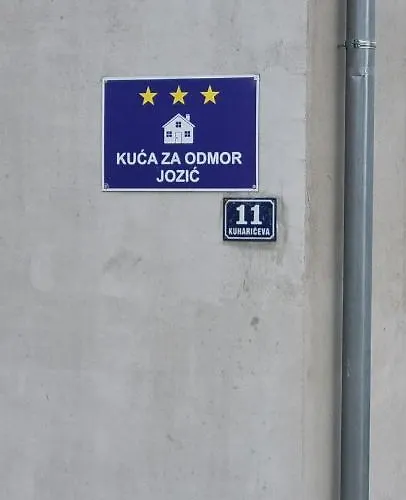 KUĆA ZA ODMOR
JOZIĆ
11
KUHARIĆEVA